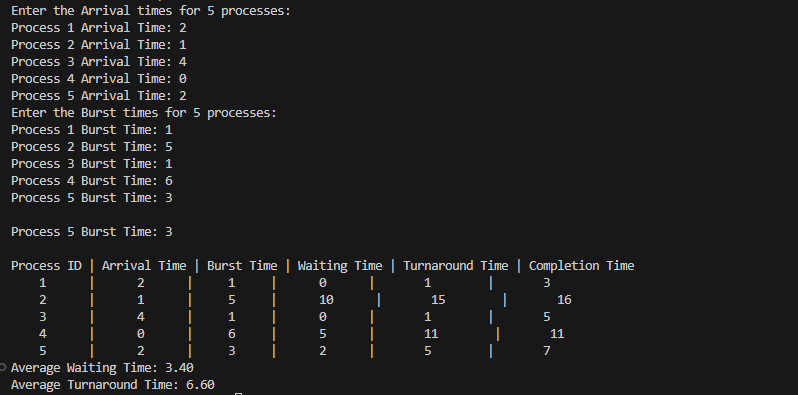 Enter the Arrival times for 5 processes:
Process 1 Arrival Time: 2
Process 2 Arrival Time: 1
Process 3 Arrival Time: 4
Process 4 Arrival Time: 0
Process 5 Arrival Time: 2
Enter the Burst times for 5 processes:
Process 1 Burst Time: 1
Process 2 Burst Time: 5
Process 3 Burst Time: 1
Process 4 Burst Time: 6
Process 5 Burst Time: 3
Process 5 Burst Time: 3
Process ID | Arrival Time | Burst Time | Waiting Time | Turnaround Time | Completion Time
1 | 2 | 1 | 0 | 1 | 3
2 | 1 | 5 | 10 | 15 | 16
3 | 4 | 1 | 0 | 1 | 5
4 | 0 | 6 | 5 | 11 | 11
5 | 2 | 3 | 2 | 5 | 7
Average Waiting Time: 3.40
Average Turnaround Time: 6.60